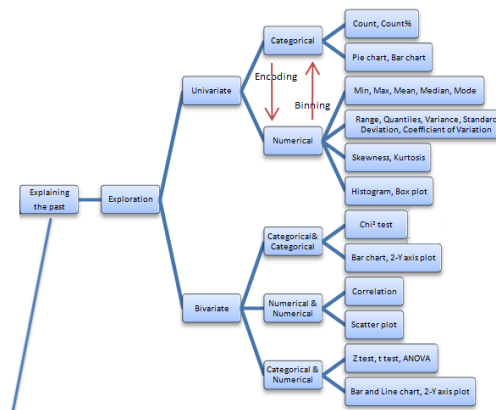 Count, Count%
Categorical
Pie chart, Bar chart
Encoding
Univariate
Min, Max, Mean, Median, Mode
Binning
Range, Quantiles, Variance, Standard
Deviation, Coefficient of Variation
Numerical
Skewness, Kurtosis
Histogram, Box plot
Explaining
the past
Exploration
Categorical&
Categorical
Chi² test
Bar chart, 2-Y axis plot
Bivariate
Numerical &
Numerical
Correlation
Scatter plot
Categorical &
Numerical
Z test, t test, ANOVA
Bar and Line chart, 2-Y axis plot